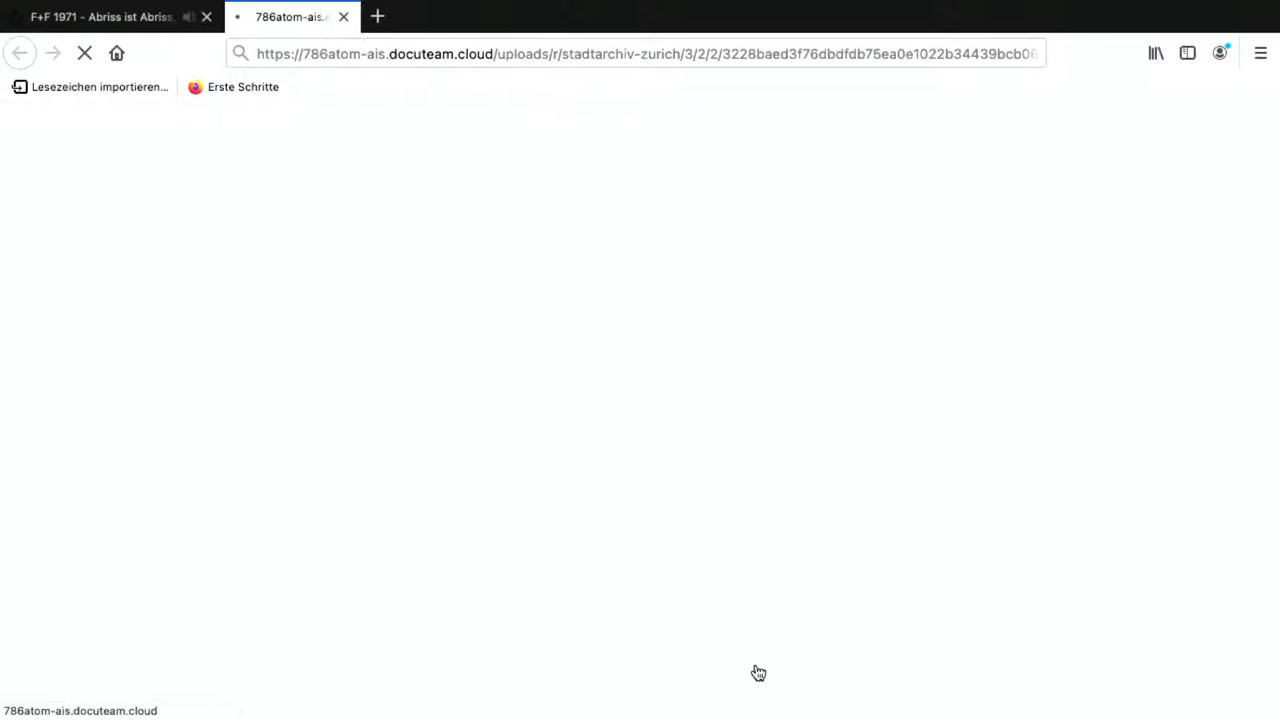 F+F 1971 - Abriss ist Abriss,
786atom-ais.
https://786atom-ais.docuteam.cloud/uploads/r/stadtarchiv-zurich/3/2/2/3228baed3f76dbdfdb75ea0e1022b34439bcb06
Lesezeichen importieren... Erste Schritte
786atom-ais.docuteam.cloud